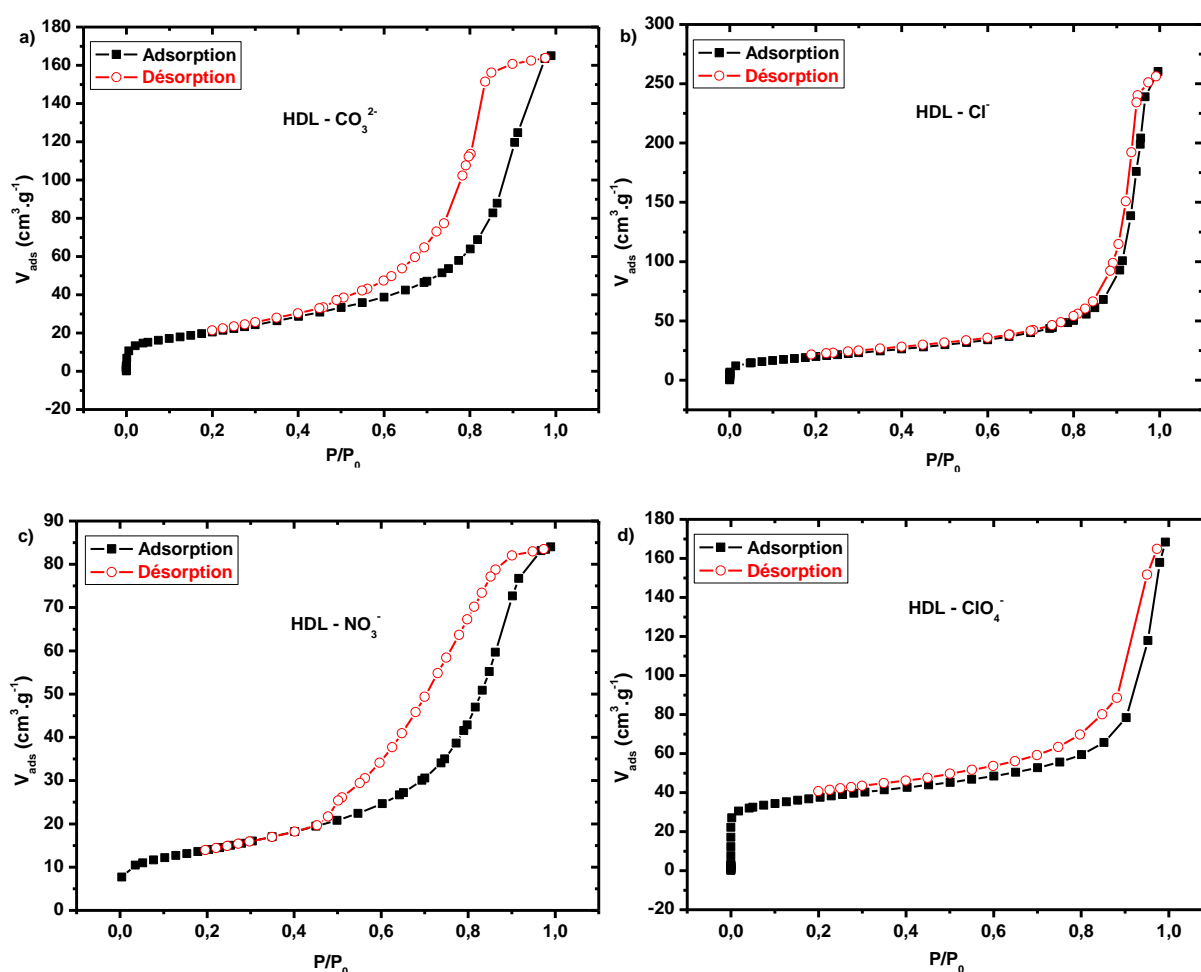 a)
Adsorption
Désorption
HDL - CO₃²⁻
V_ads (cm³.g⁻¹)
180
160
140
120
100
80
60
40
20
0
-20
0,0 0,2 0,4 0,6 0,8 1,0
P/P₀
b)
Adsorption
Désorption
HDL - Cl⁻
V_ads (cm³.g⁻¹)
300
250
200
150
100
50
0
0,0 0,2 0,4 0,6 0,8 1,0
P/P₀
c)
Adsorption
Désorption
HDL - NO₃⁻
V_ads (cm³.g⁻¹)
90
80
70
60
50
40
30
20
10
0
0,0 0,2 0,4 0,6 0,8 1,0
P/P₀
d)
Adsorption
Désorption
HDL - ClO₄⁻
V_ads (cm³.g⁻¹)
180
160
140
120
100
80
60
40
20
0
-20
0,0 0,2 0,4 0,6 0,8 1,0
P/P₀